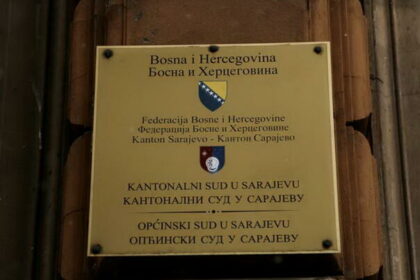 Bosna i Hercegovina
Босна и Херцеговина
Federacija Bosne i Hercegovine
Федерација Босне и Херцеговине
Kanton Sarajevo - Кантон Сарајево
KANTONALNI SUD U SARAJEVU
КАНТОНАЛНИ СУД У САРАЈЕВУ
OPĆINSKI SUD U SARAJEVU
ОПЋИНСКИ СУД У САРАЈЕВУ